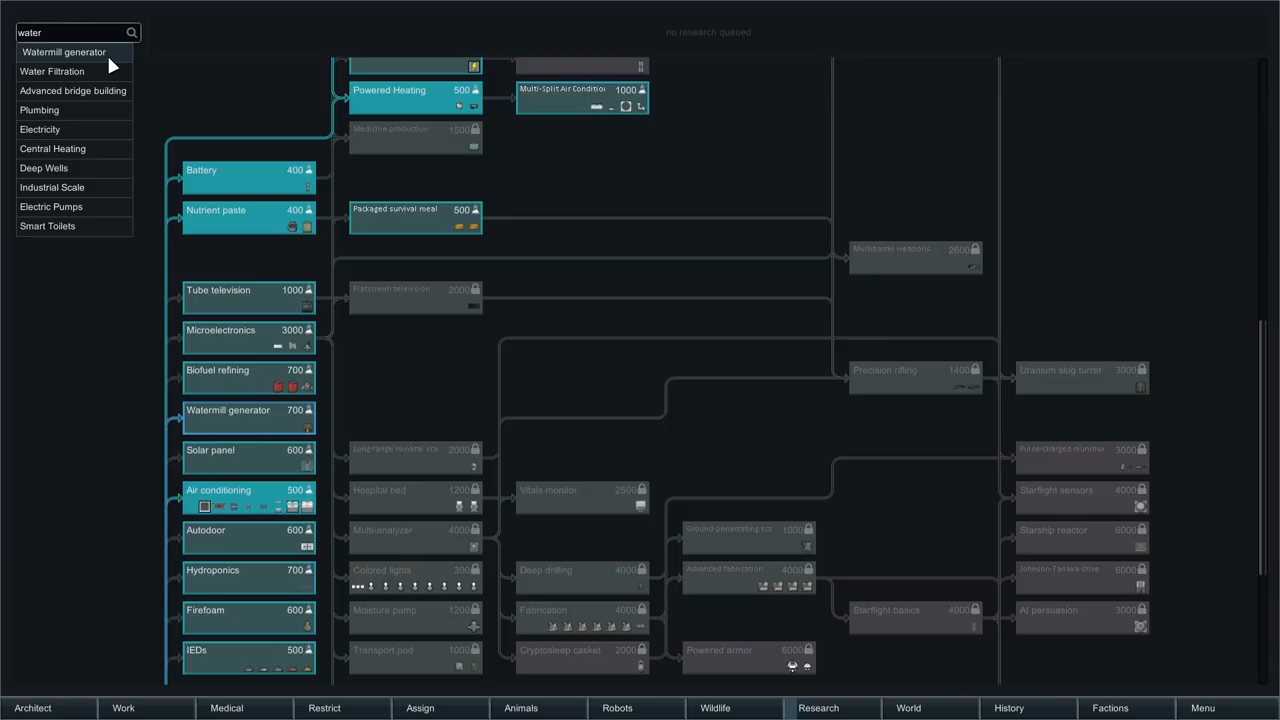 water
no research queued
Watermill generator
Water Filtration
Advanced bridge building
Plumbing
Electricity
Central Heating
Deep Wells
Industrial Scale
Electric Pumps
Smart Toilets
Powered Heating 500
Multi-Split Air Conditioi 1000
Medicine production 1500
Battery 400
Nutrient paste 400
Packaged survival meal 500
Multibarrel weapons 2600
Tube television 1000
Flatscreen television 2000
Microelectronics 3000
Biofuel refining 700
Precision rifling 1400
Uranium slug turret 3000
Watermill generator 700
Solar panel 600
Long-range mineral sca 2000
Pulse-charged munition 3000
Air conditioning 500
Hospital bed 1200
Vitals monitor 2500
Starflight sensors 4000
Autodoor 600
Multi-analyzer 4000
Ground-penetrating sca 1000
Starship reactor 4000
Hydroponics 700
Colored lights 300
Deep drilling 4000
Advanced fabrication 4000
Johnson-Tanaka drive 6000
Firefoam 600
Moisture pump 1200
Fabrication 4000
Starflight basics 4000
AI persuasion 3000
IEDs 500
Transport pod 1000
Cryptosleep casket 2000
Powered armor 6000
Architect Work Medical Restrict Assign Animals Robots Wildlife Research World History Factions Menu